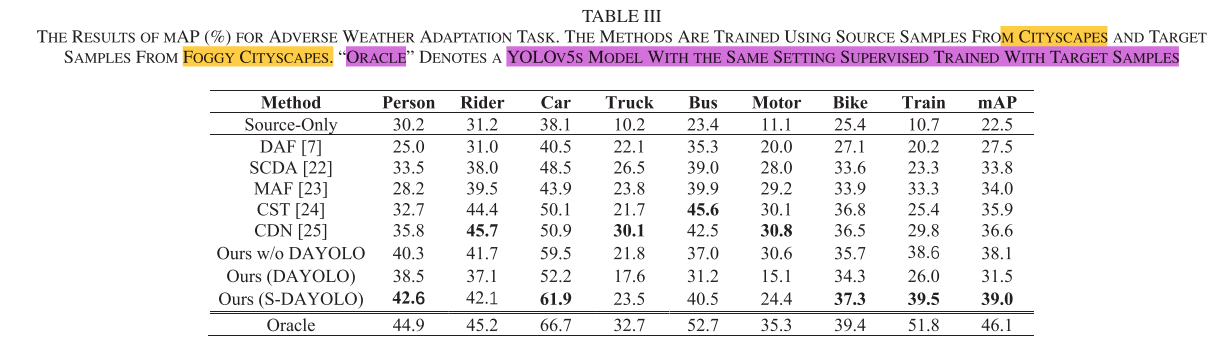 TABLE III
THE RESULTS OF MAP (%) FOR ADVERSE WEATHER ADAPTATION TASK. THE METHODS ARE TRAINED USING SOURCE SAMPLES FROM CITYSCAPES AND TARGET
SAMPLES FROM FOGGY CITYSCAPES. “ORACLE” DENOTES A YOLOV5S MODEL WITH THE SAME SETTING SUPERVISED TRAINED WITH TARGET SAMPLES
Method Person Rider Car Truck Bus Motor Bike Train mAP
Source-Only 30.2 31.2 38.1 10.2 23.4 11.1 25.4 10.7 22.5
DAF [7] 25.0 31.0 40.5 22.1 35.3 20.0 27.1 20.2 27.5
SCDA [22] 33.5 38.0 48.5 26.5 39.0 28.0 33.6 23.3 33.8
MAF [23] 28.2 39.5 43.9 23.8 39.9 29.2 33.9 33.3 34.0
CST [24] 32.7 44.4 50.1 21.7 45.6 30.1 36.8 25.4 35.9
CDN [25] 35.8 45.7 50.9 30.1 42.5 30.8 36.5 29.8 36.6
Ours w/o DAYOLO 40.3 41.7 59.5 21.8 37.0 30.6 35.7 38.6 38.1
Ours (DAYOLO) 38.5 37.1 52.2 17.6 31.2 15.1 34.3 26.0 31.5
Ours (S-DAYOLO) 42.6 42.1 61.9 23.5 40.5 24.4 37.3 39.5 39.0
Oracle 44.9 45.2 66.7 32.7 52.7 35.3 39.4 51.8 46.1